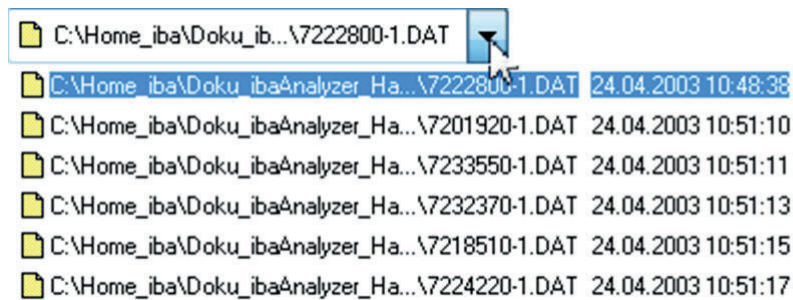 C:\Home_iba\Doku_ib...\7222800-1.DAT
C:\Home_iba\Doku_ibaAnalyzer_Ha...\7222800-1.DAT 24.04.2003 10:48:38
C:\Home_iba\Doku_ibaAnalyzer_Ha...\7201920-1.DAT 24.04.2003 10:51:10
C:\Home_iba\Doku_ibaAnalyzer_Ha...\7233550-1.DAT 24.04.2003 10:51:11
C:\Home_iba\Doku_ibaAnalyzer_Ha...\7232370-1.DAT 24.04.2003 10:51:13
C:\Home_iba\Doku_ibaAnalyzer_Ha...\7218510-1.DAT 24.04.2003 10:51:15
C:\Home_iba\Doku_ibaAnalyzer_Ha...\7224220-1.DAT 24.04.2003 10:51:17